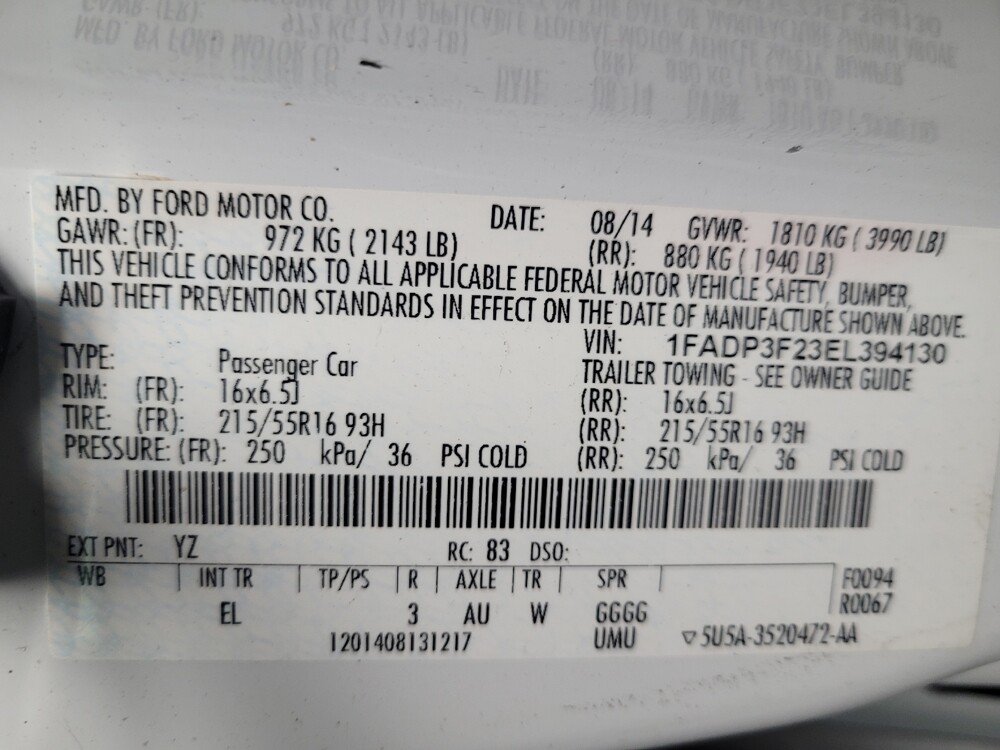 MFD. BY FORD MOTOR CO. DATE: 08/14 GVWR: 1810 KG ( 3990 LB)
GAWR: (FR): 972 KG ( 2143 LB) (RR): 880 KG ( 1940 LB)
THIS VEHICLE CONFORMS TO ALL APPLICABLE FEDERAL MOTOR VEHICLE SAFETY, BUMPER,
AND THEFT PREVENTION STANDARDS IN EFFECT ON THE DATE OF MANUFACTURE SHOWN ABOVE.
VIN: 1FADP3F23EL394130
TYPE: Passenger Car TRAILER TOWING - SEE OWNER GUIDE
RIM: (FR): 16x6.5J (RR): 16x6.5J
TIRE: (FR): 215/55R16 93H (RR): 215/55R16 93H
PRESSURE: (FR): 250 kPa/ 36 PSI COLD (RR): 250 kPa/ 36 PSI COLD
EXT PNT: YZ RC: 83 DSO:
WB INT TR TP/PS R AXLE TR SPR F0094
EL 3 AU W GGGG R0067
1201408131217 UMU ▽5U5A-3520472-AA